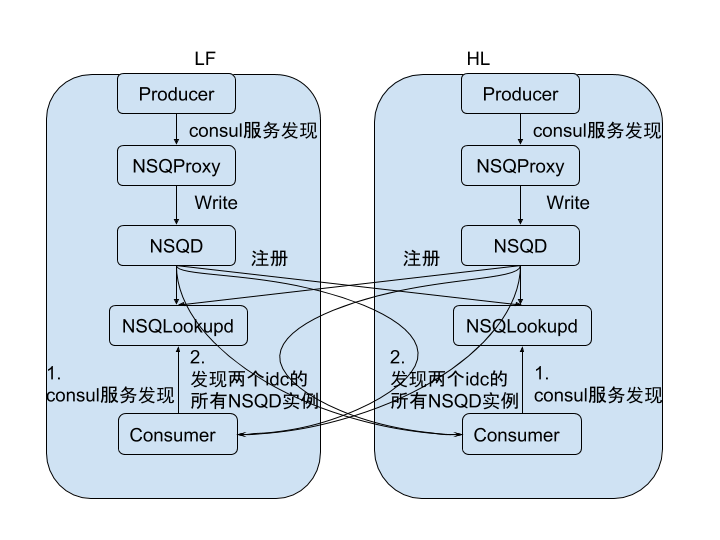 LF
Producer
consul服务发现
NSQProxy
Write
NSQD
注册
NSQLookupd
1.
consul服务发现
2.
发现两个idc的
所有NSQD实例
Consumer
HL
Producer
consul服务发现
NSQProxy
Write
NSQD
注册
NSQLookupd
2.
发现两个idc的
所有NSQD实例
1.
consul服务发现
Consumer